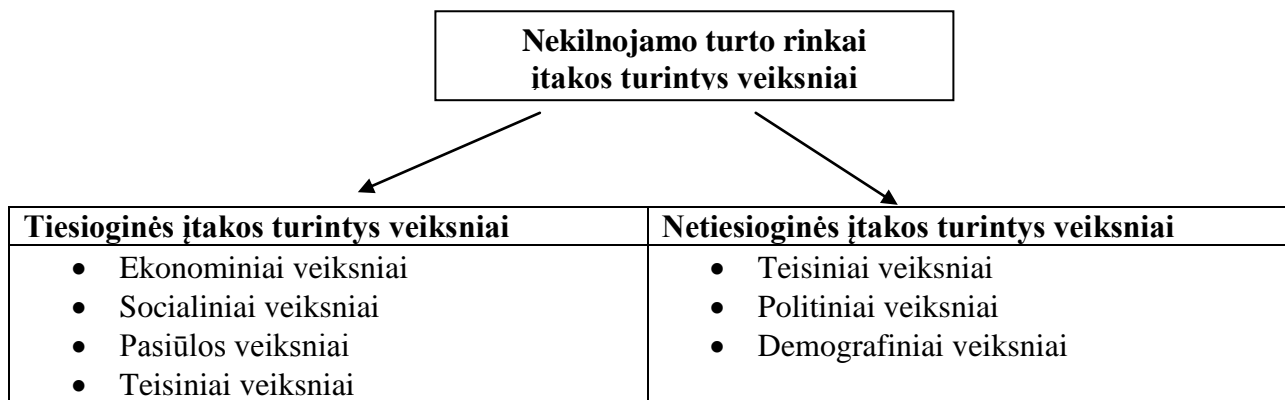 Nekilnojamo turto rinkai
įtakos turintys veiksniai
Tiesioginės įtakos turintys veiksniai
• Ekonominiai veiksniai
• Socialiniai veiksniai
• Pasiūlos veiksniai
• Teisiniai veiksniai
Netiesioginės įtakos turintys veiksniai
• Teisiniai veiksniai
• Politiniai veiksniai
• Demografiniai veiksniai